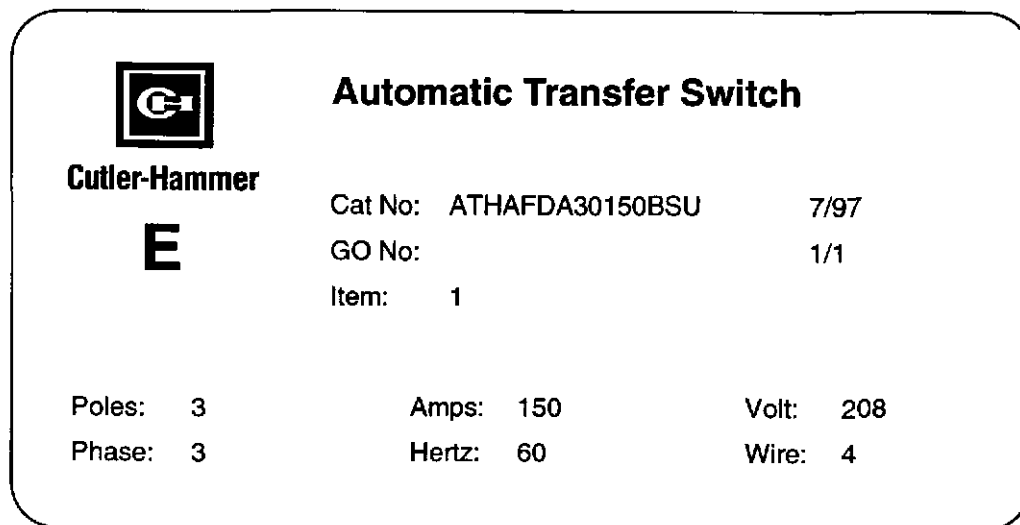 Automatic Transfer Switch
Cutler-Hammer
E
Cat No: ATHAFDA30150BSU 7/97
GO No: 1/1
Item: 1
Poles: 3 Amps: 150 Volt: 208
Phase: 3 Hertz: 60 Wire: 4